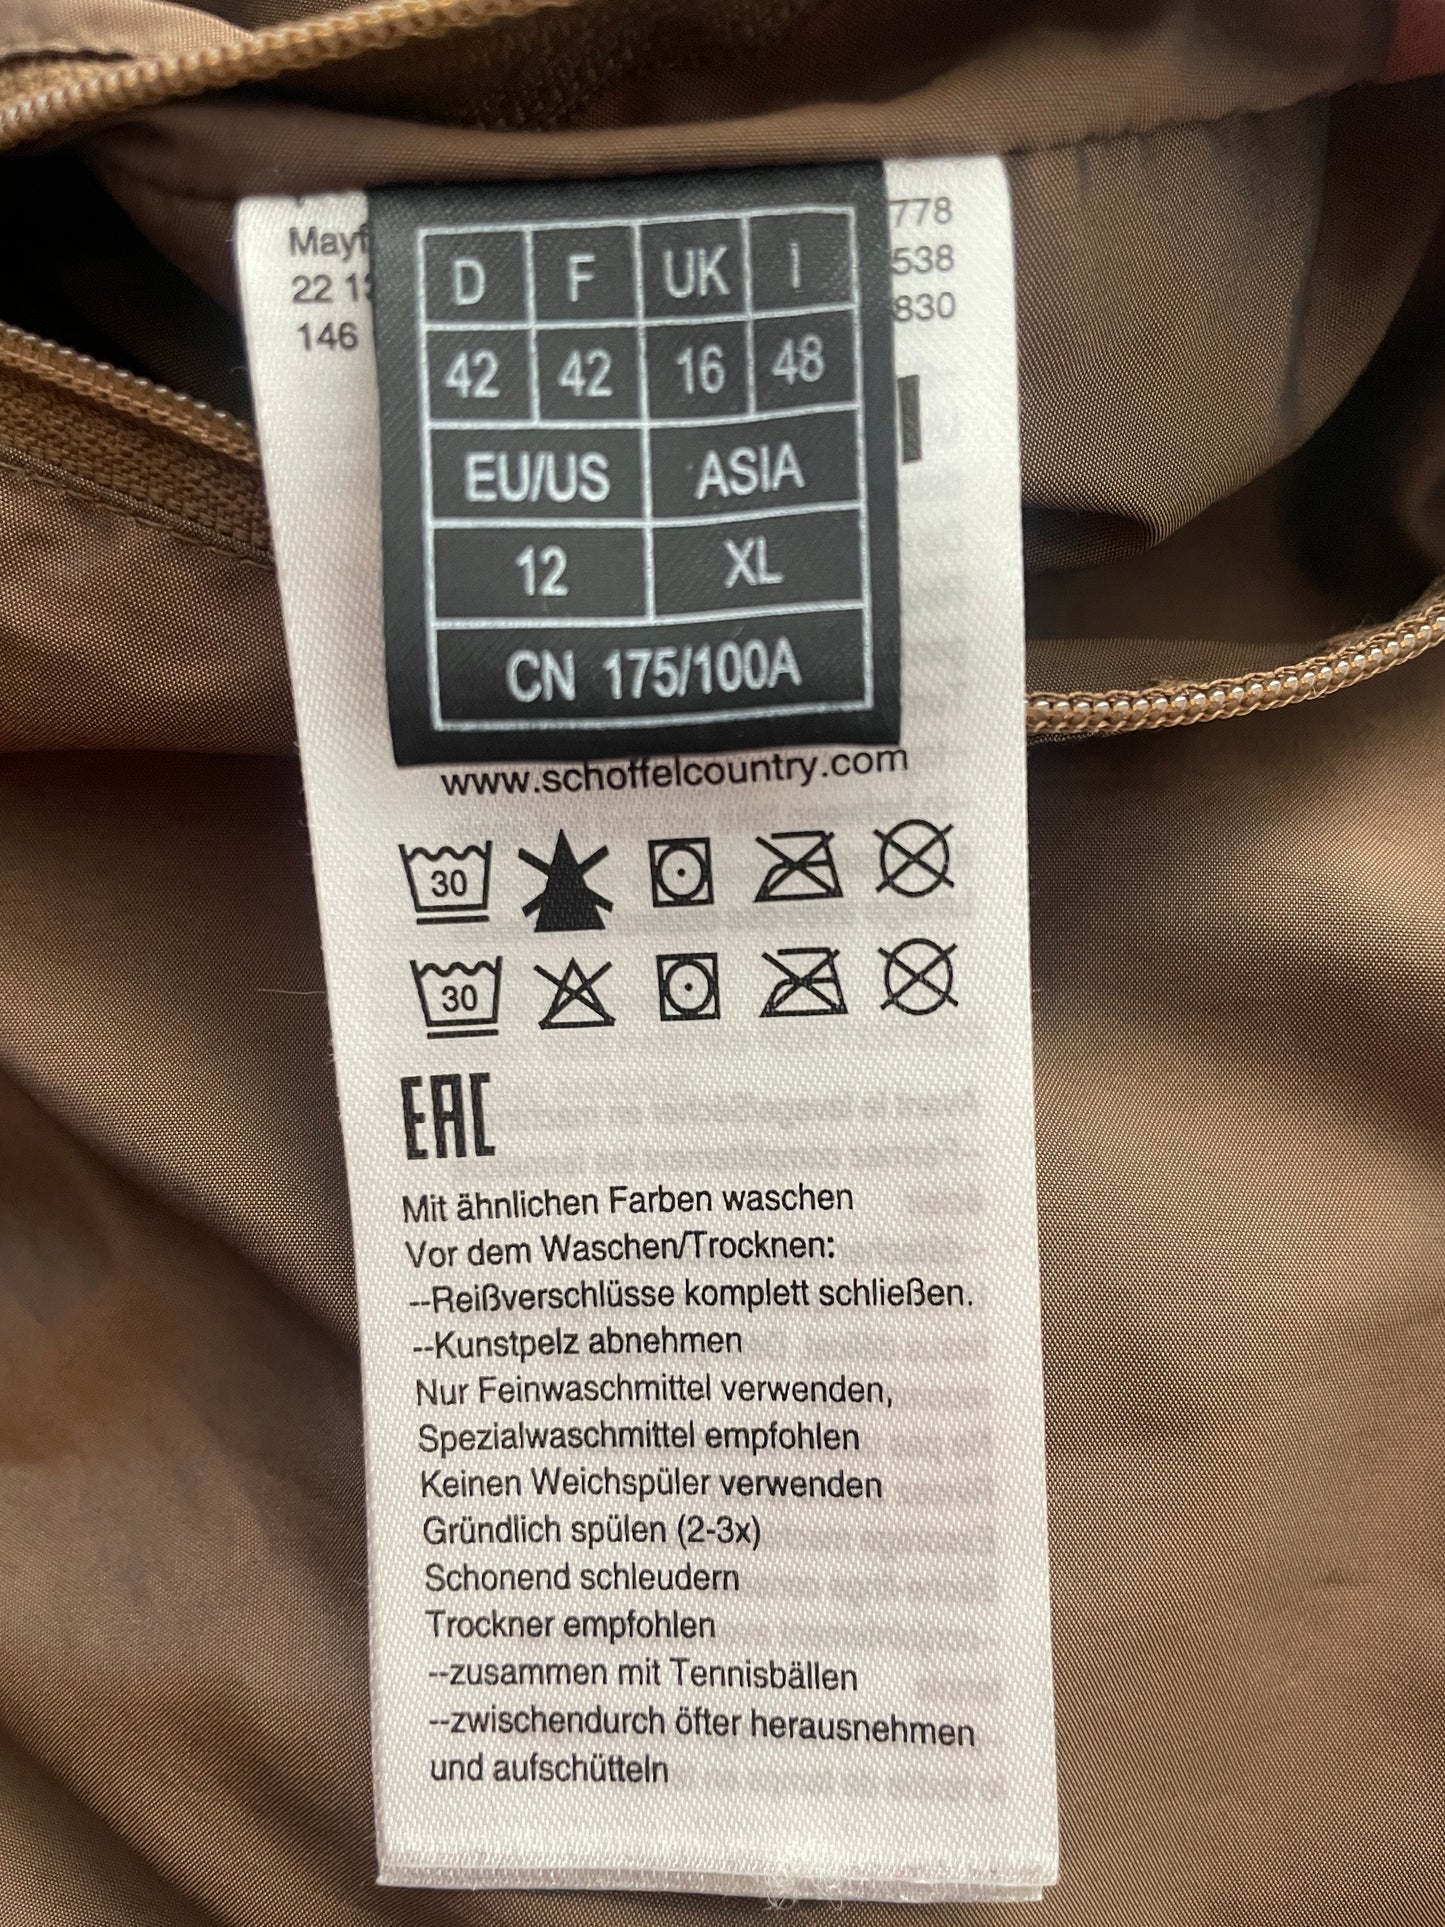 778
538
22
146
830
D F UK I
42 42 16 48
EU/US ASIA
12 XL
CN 175/100A
www.schoffelcountry.com
30
30
EAC
Mit ähnlichen Farben waschen
Vor dem Waschen/Trocknen:
--Reißverschlüsse komplett schließen.
--Kunstpelz abnehmen
Nur Feinwaschmittel verwenden,
Spezialwaschmittel empfohlen
Keinen Weichspüler verwenden
Gründlich spülen (2-3x)
Schonend schleudern
Trockner empfohlen
--zusammen mit Tennisbällen
--zwischendurch öfter herausnehmen
und aufschütteln